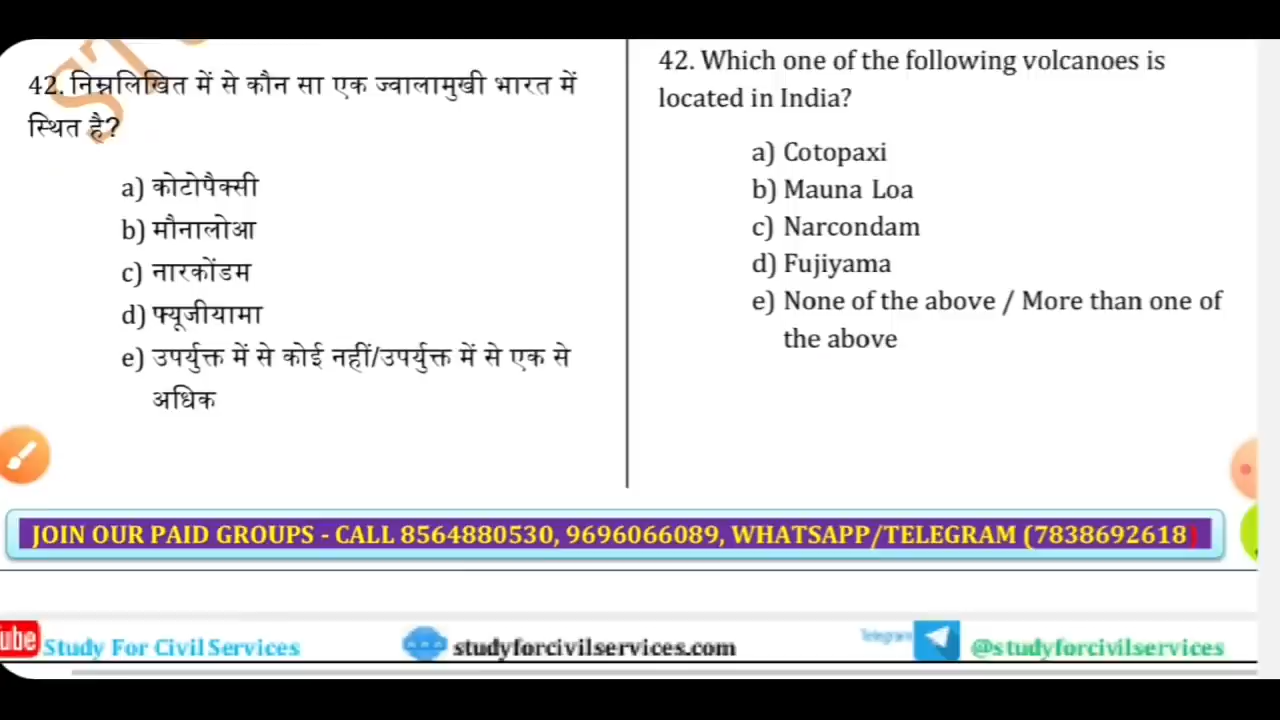 42. निम्नलिखित में से कौन सा एक ज्वालामुखी भारत में
स्थित है?
a) कोटोपैक्सी
b) मौनालोआ
c) नारकोंडम
d) फ्यूजीयामा
e) उपर्युक्त में से कोई नहीं/उपर्युक्त में से एक से
अधिक
42. Which one of the following volcanoes is
located in India?
a) Cotopaxi
b) Mauna Loa
c) Narcondam
d) Fujiyama
e) None of the above / More than one of
the above
JOIN OUR PAID GROUPS - CALL 8564880530, 9696066089, WHATSAPP/TELEGRAM (7838692618)
ube Study For Civil Services
studyforcivilservices.com
Telegram @studyforcivilservices